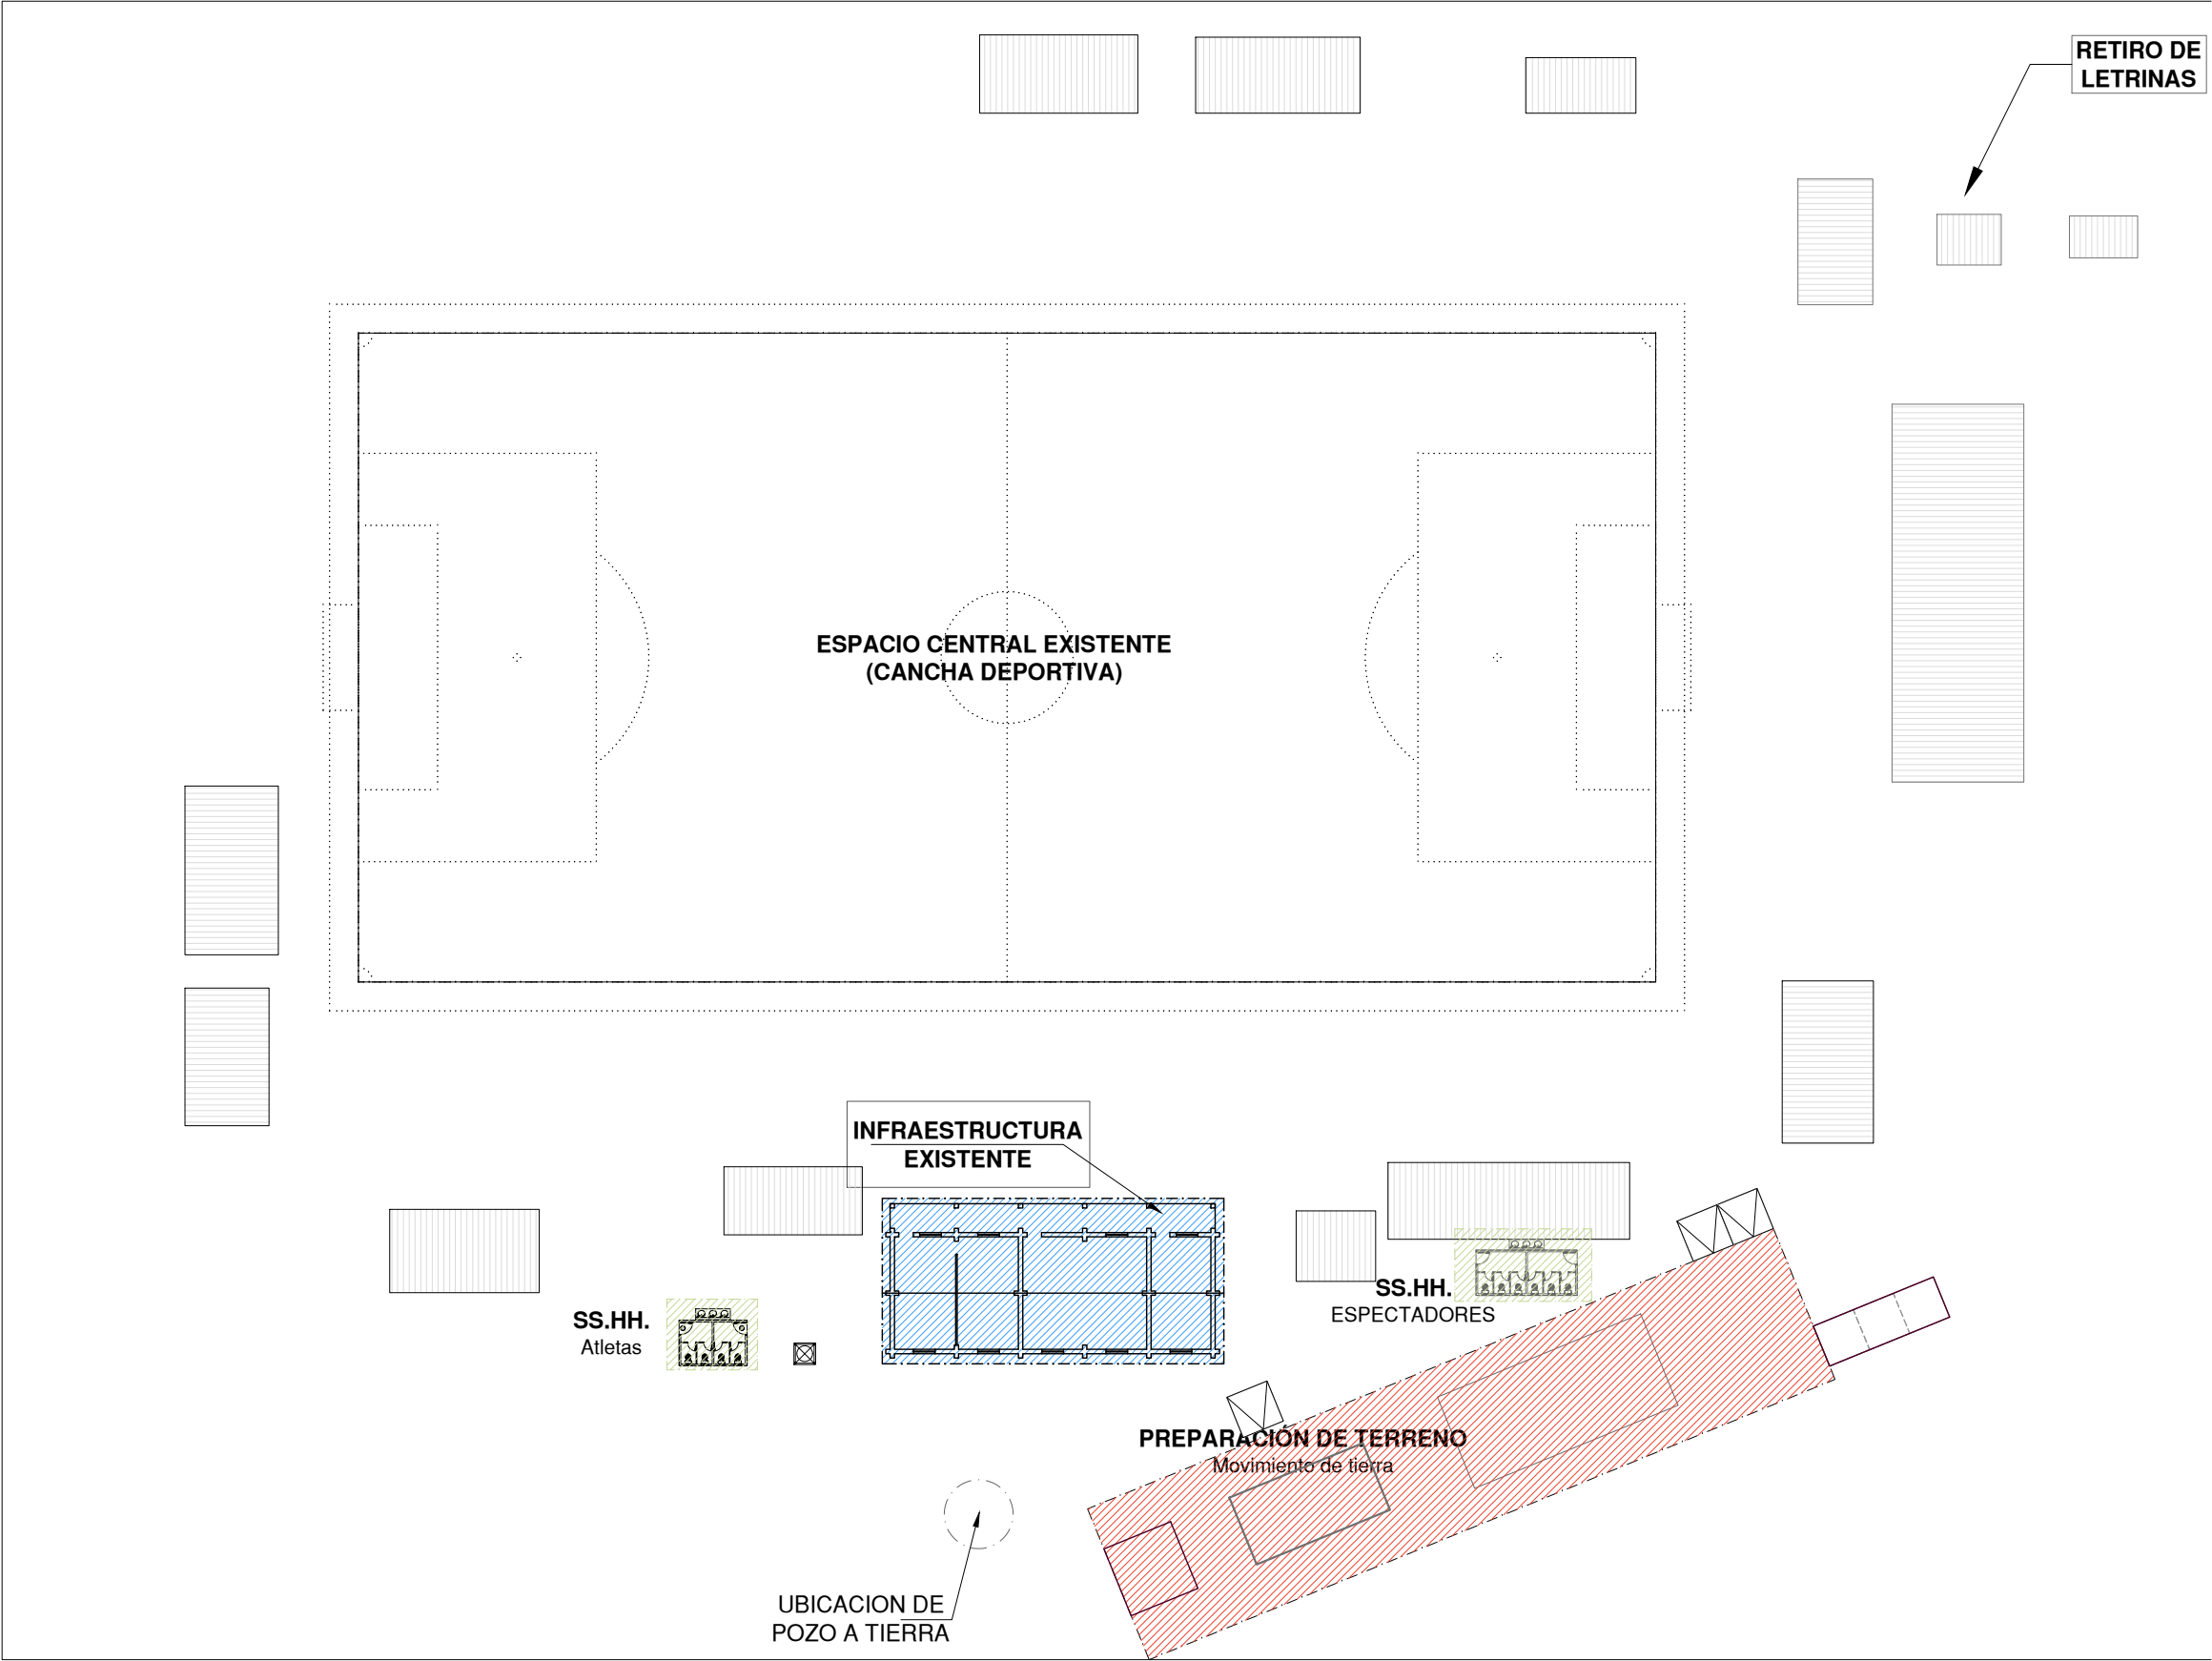 RETIRO DE
LETRINAS
ESPACIO CENTRAL EXISTENTE
(CANCHA DEPORTIVA)
INFRAESTRUCTURA
EXISTENTE
SS.HH.
ESPECTADORES
SS.HH.
Atletas
PREPARACIÓN DE TERRENO
Movimiento de tierra
UBICACION DE
POZO A TIERRA